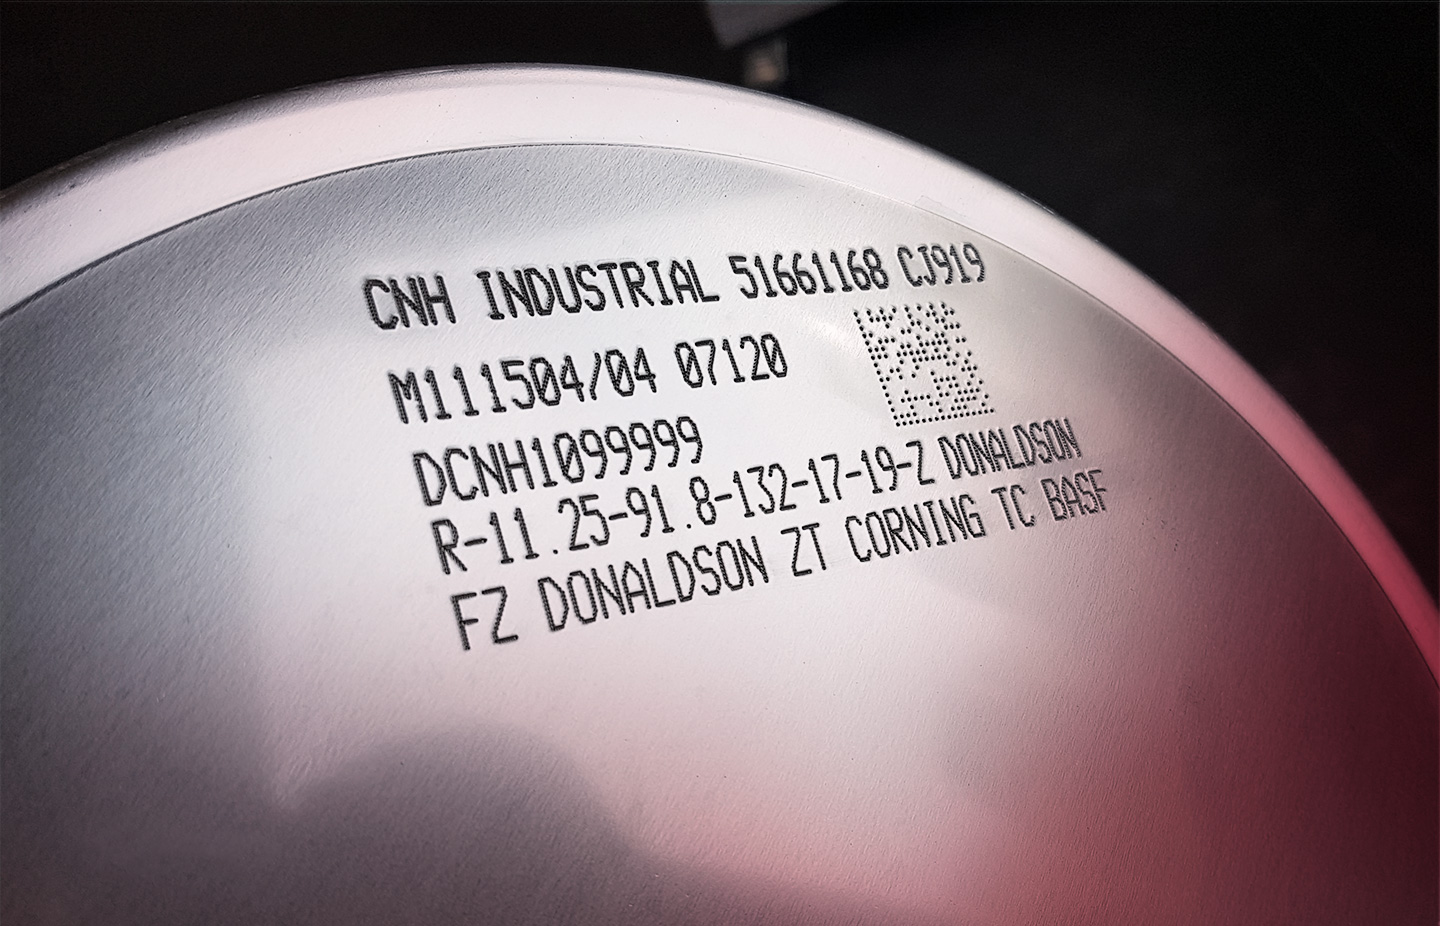 CNH INDUSTRIAL 51661168 CJ919
M111504/04 07120
DCNH1099999
R-11.25-91.8-132-17-19-Z DONALDSON
FZ DONALDSON ZT CORNING TC BASF